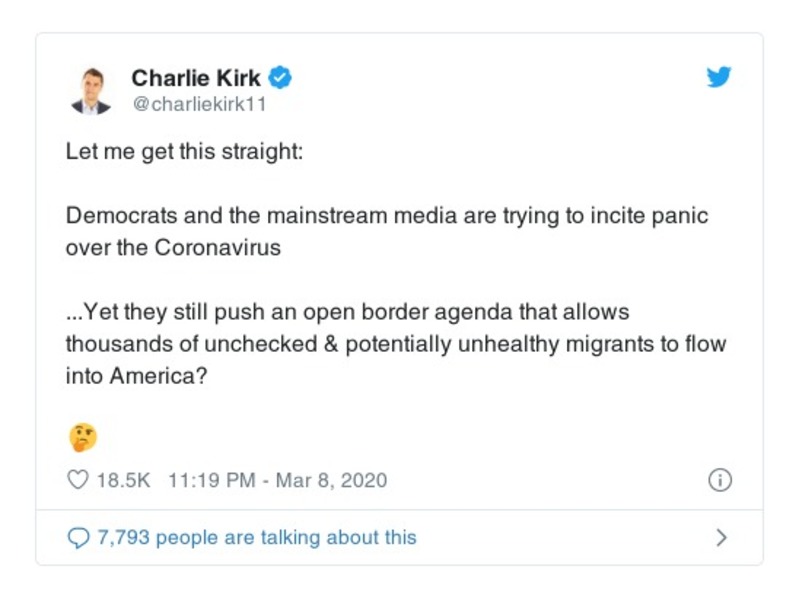 Charlie Kirk
@charliekirk11
Let me get this straight:
Democrats and the mainstream media are trying to incite panic
over the Coronavirus
...Yet they still push an open border agenda that allows
thousands of unchecked & potentially unhealthy migrants to flow
into America?
🤔
18.5K 11:19 PM - Mar 8, 2020
7,793 people are talking about this